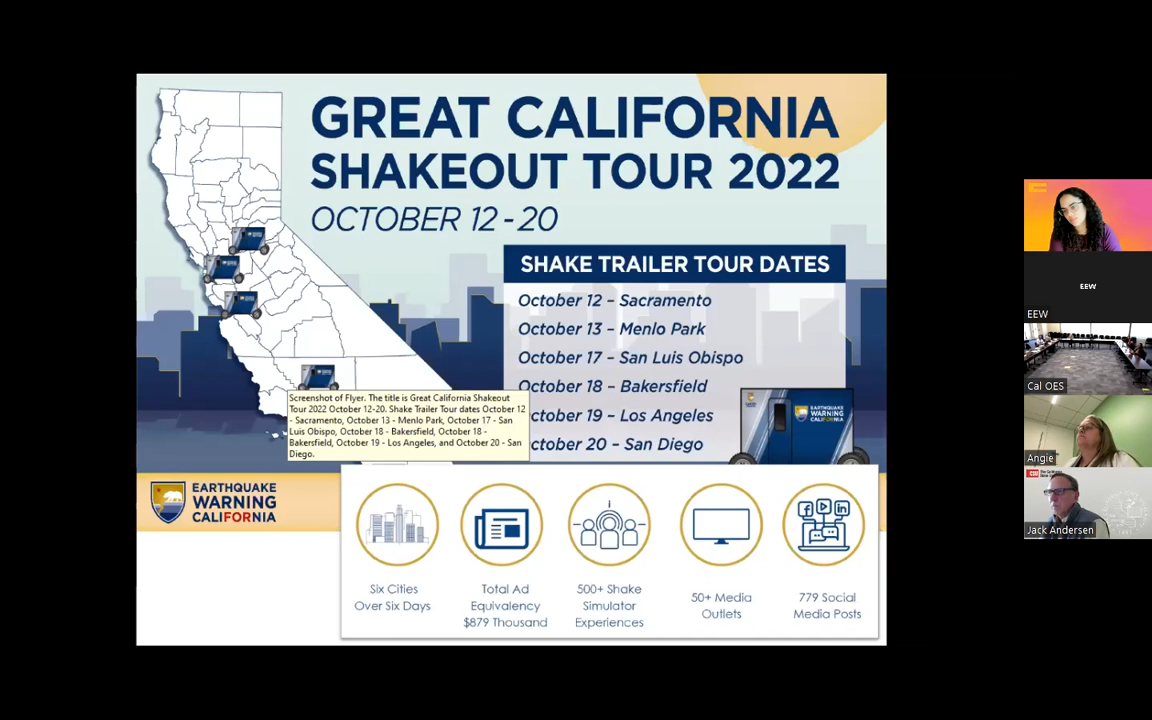 GREAT CALIFORNIA
SHAKEOUT TOUR 2022
OCTOBER 12 - 20
SHAKE TRAILER TOUR DATES
October 12 – Sacramento
October 13 – Menlo Park
October 17 – San Luis Obispo
October 18 – Bakersfield
October 19 – Los Angeles
ctober 20 – San Diego
Screenshot of Flyer. The title is Great California Shakeout
Tour 2022 October 12-20. Shake Trailer Tour dates October 12
- Sacramento, October 13 - Menlo Park, October 17 - San
Luis Obispo, October 18 - Bakersfield, October 18 -
Bakersfield, October 19 - Los Angeles, and October 20 - San
Diego.
EARTHQUAKE
WARNING
CALIFORNIA
EARTHQUAKE
WARNING
CALIFORNIA
Six Cities
Over Six Days
Total Ad
Equivalency
$879 Thousand
500+ Shake
Simulator
Experiences
50+ Media
Outlets
779 Social
Media Posts
EEW
EEW
Cal OES
Angie
Jack Andersen